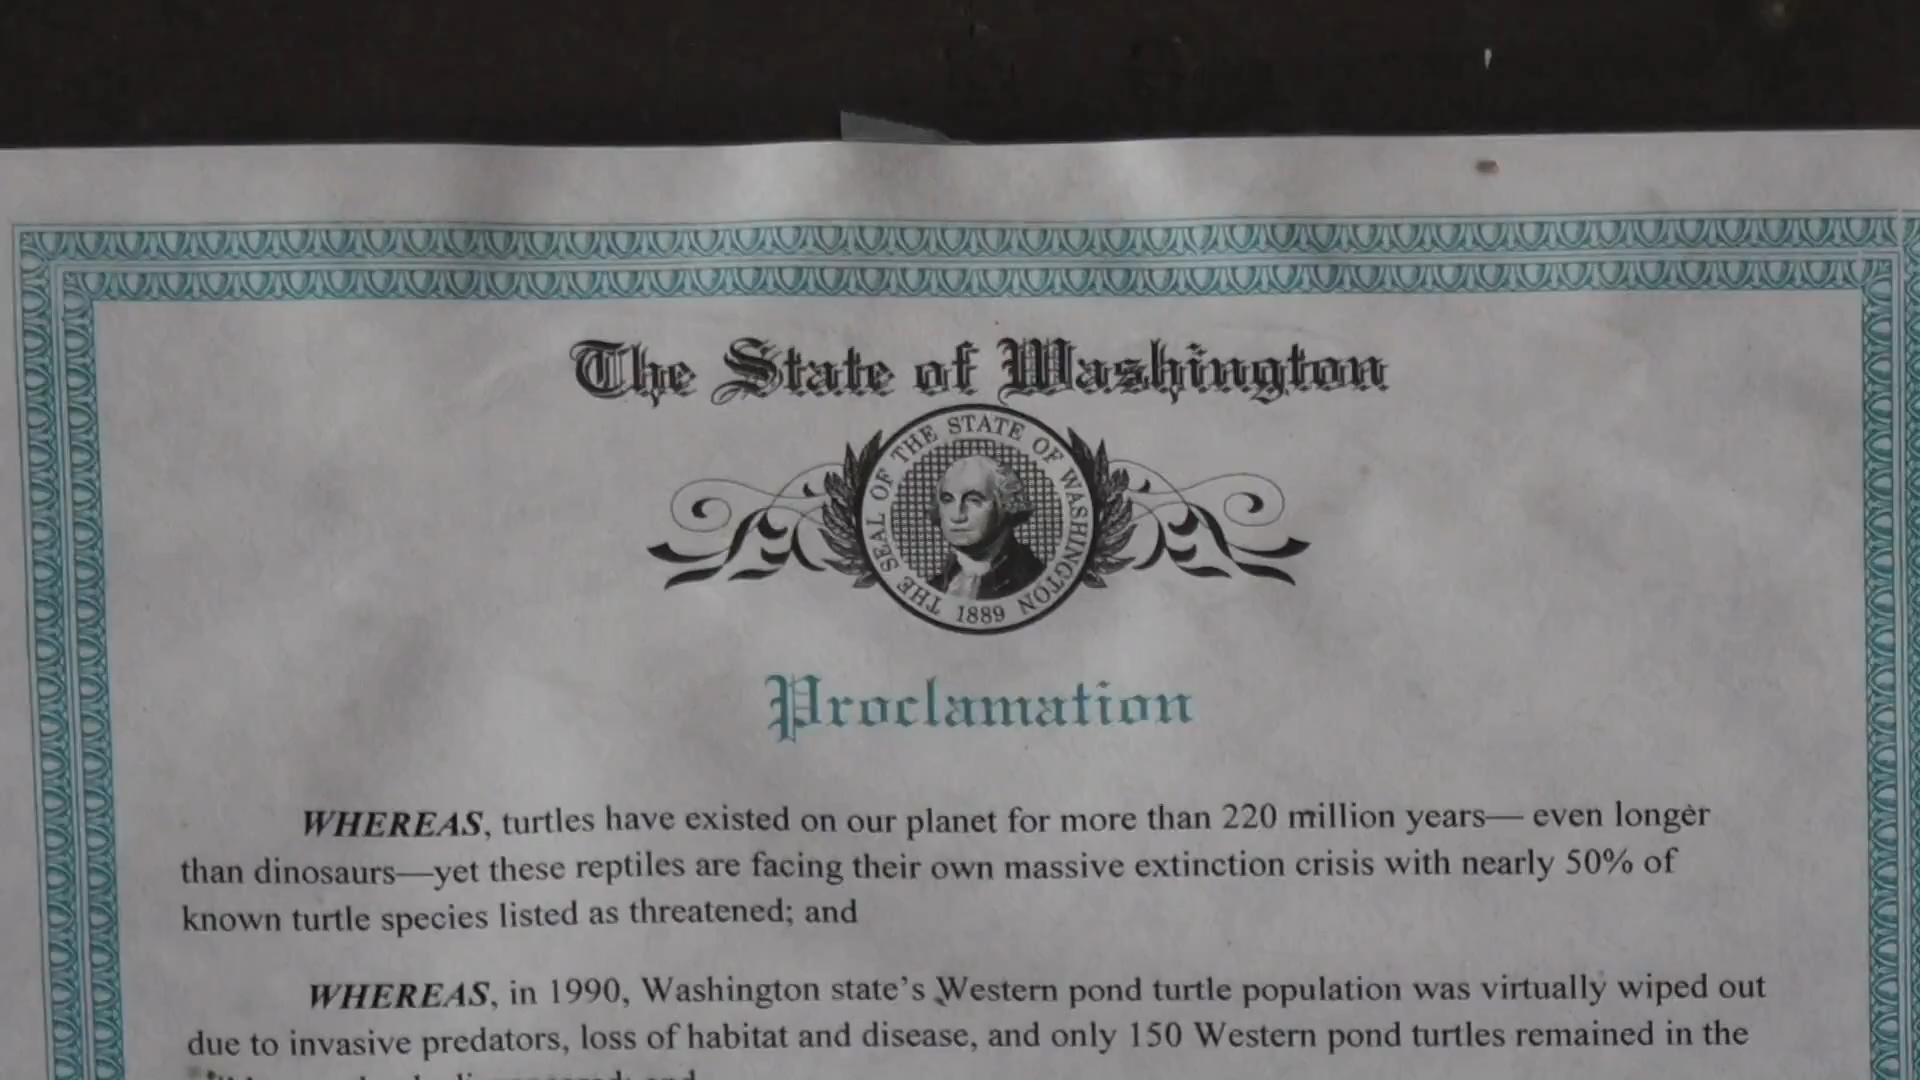 The State of Washington
THE SEAL OF THE STATE OF WASHINGTON
1889
Proclamation
WHEREAS, turtles have existed on our planet for more than 220 million years— even longer
than dinosaurs—yet these reptiles are facing their own massive extinction crisis with nearly 50% of
known turtle species listed as threatened; and
WHEREAS, in 1990, Washington state's Western pond turtle population was virtually wiped out
due to invasive predators, loss of habitat and disease, and only 150 Western pond turtles remained in the